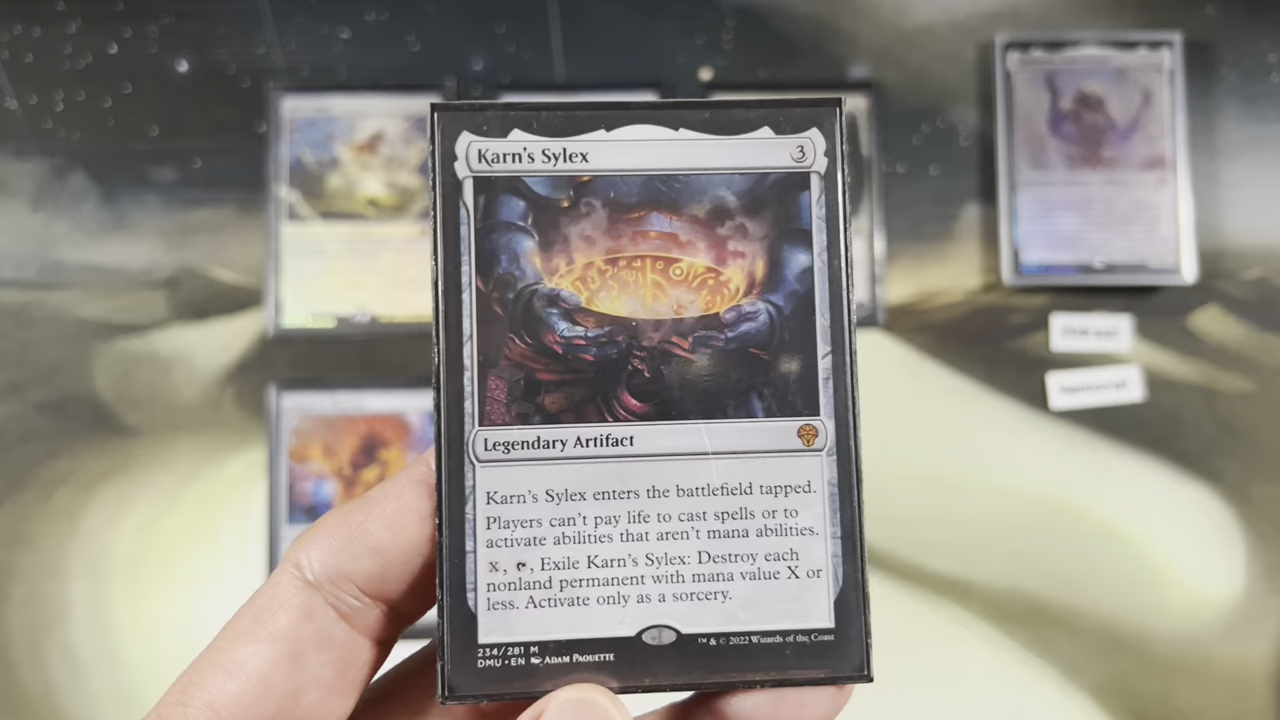 Karn's Sylex 3
Legendary Artifact
Karn's Sylex enters the battlefield tapped.
Players can't pay life to cast spells or to
activate abilities that aren't mana abilities.
X, , Exile Karn's Sylex: Destroy each
nonland permanent with mana value X or
less. Activate only as a sorcery.
234/281 M
DMU • EN ADAM PAQUETTE
™ & © 2022 Wizards of the Coast